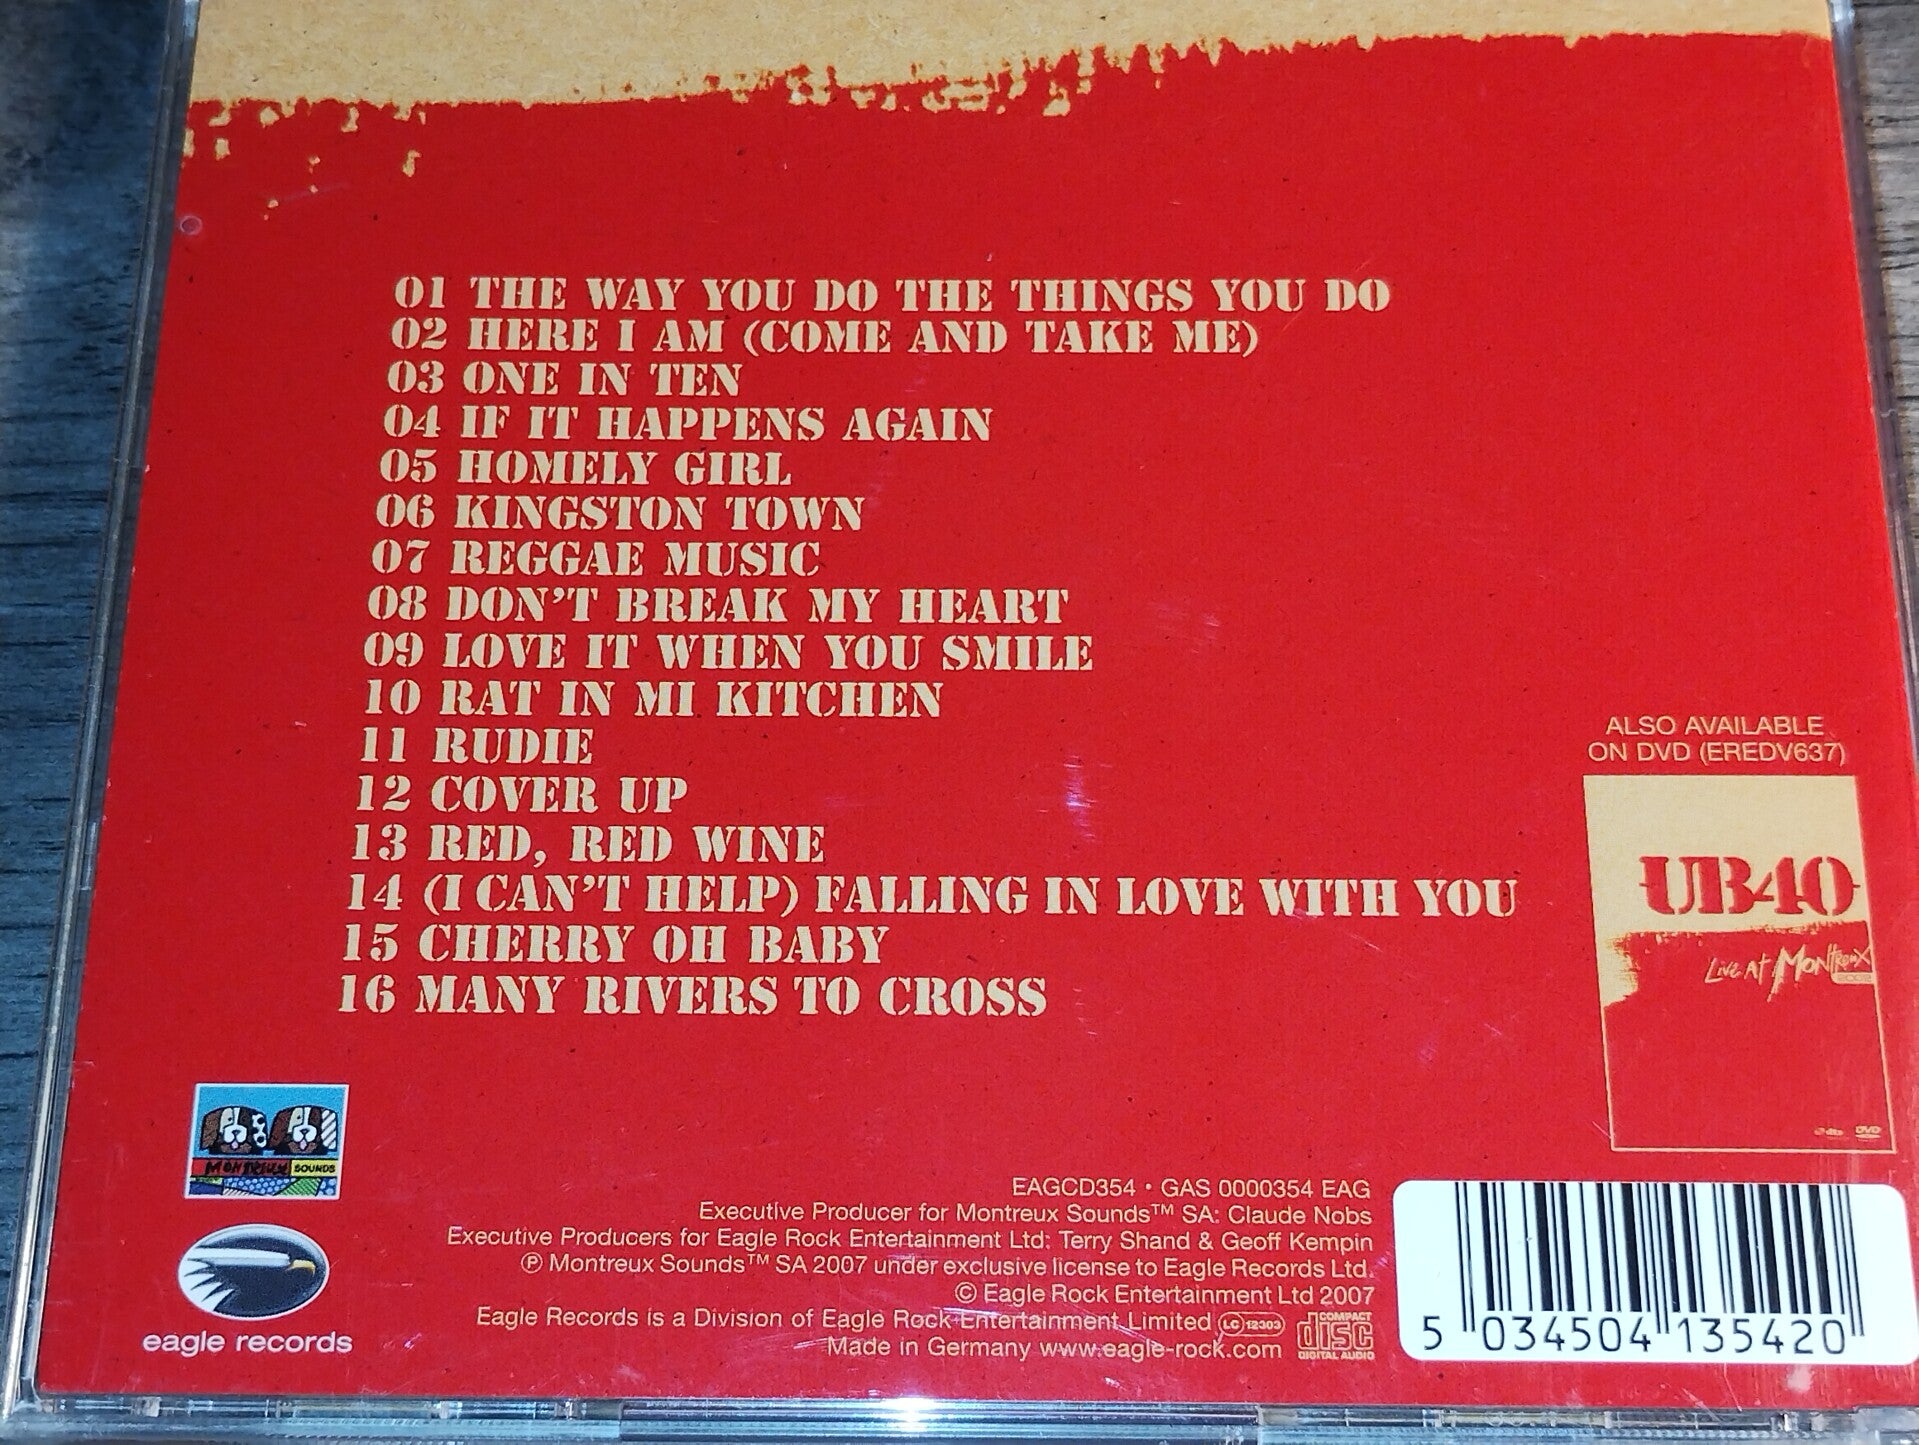 01 THE WAY YOU DO THE THINGS YOU DO
02 HERE I AM (COME AND TAKE ME)
03 ONE IN TEN
04 IF IT HAPPENS AGAIN
05 HOMELY GIRL
06 KINGSTON TOWN
07 REGGAE MUSIC
08 DON'T BREAK MY HEART
09 LOVE IT WHEN YOU SMILE
10 RAT IN MI KITCHEN
11 RUDIE
12 COVER UP
13 RED, RED WINE
14 (I CAN'T HELP) FALLING IN LOVE WITH YOU
15 CHERRY OH BABY
16 MANY RIVERS TO CROSS
ALSO AVAILABLE
ON DVD (EREDV637)
UB40
Live AT MONTReuX
2002
dts DVD
MONTREUX SOUNDS
eagle records
EAGCD354 • GAS 0000354 EAG
Executive Producer for Montreux Sounds™ SA: Claude Nobs
Executive Producers for Eagle Rock Entertainment Ltd: Terry Shand & Geoff Kempin
℗ Montreux Sounds™ SA 2007 under exclusive license to Eagle Records Ltd.
© Eagle Rock Entertainment Ltd 2007
Eagle Records is a Division of Eagle Rock Entertainment Limited LC 12303
Made in Germany www.eagle-rock.com
COMPACT
disc
DIGITAL AUDIO
5 034504 135420